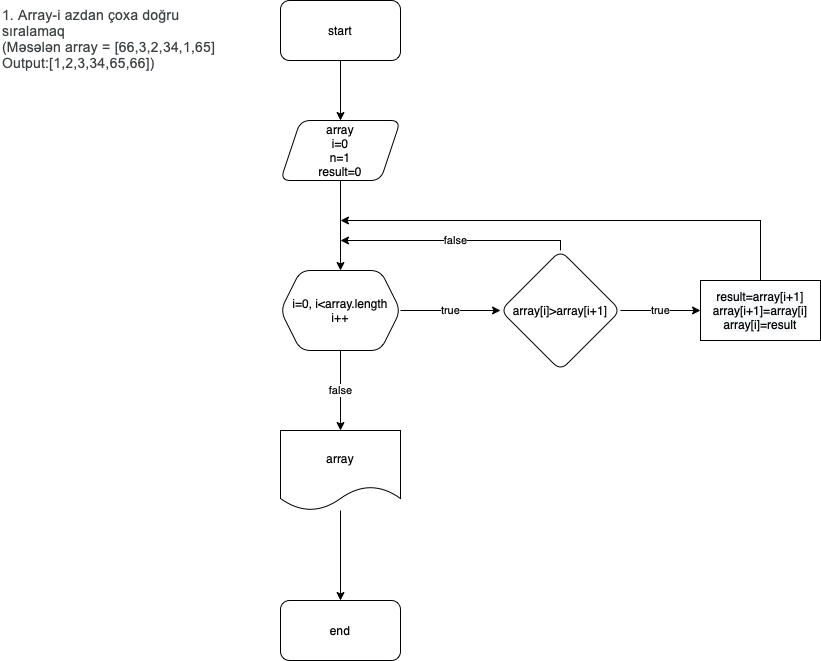 1. Array-i azdan çoxa doğru
sıralamaq
(Məsələn array = [66,3,2,34,1,65]
Output:[1,2,3,34,65,66])
start
array
i=0
n=1
result=0
false
i=0, i<array.length
i++
true
array[i]>array[i+1]
true
result=array[i+1]
array[i+1]=array[i]
array[i]=result
false
array
end